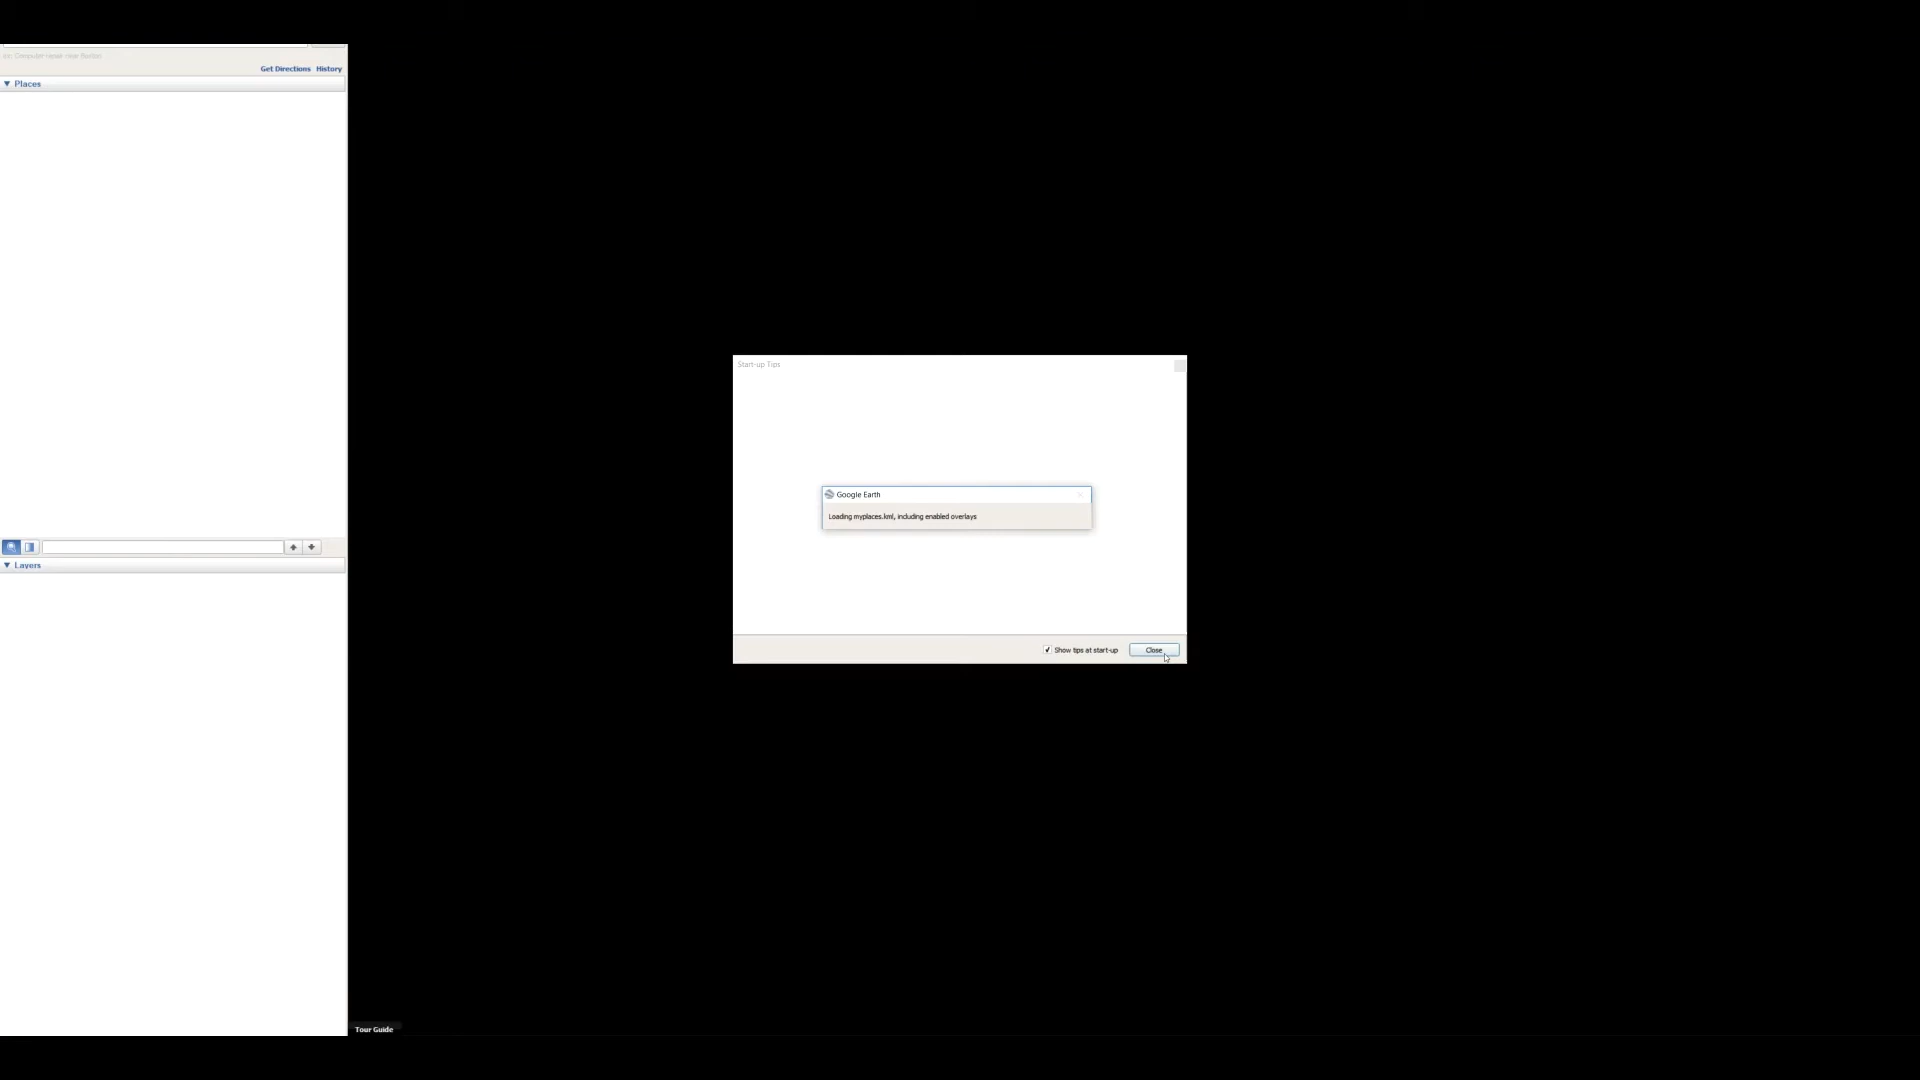 Get Directions History
Places
Start-up Tips
Google Earth
Loading myplaces.kml, including enabled overlays
Layers
Show tips at start-up
Close
Tour Guide